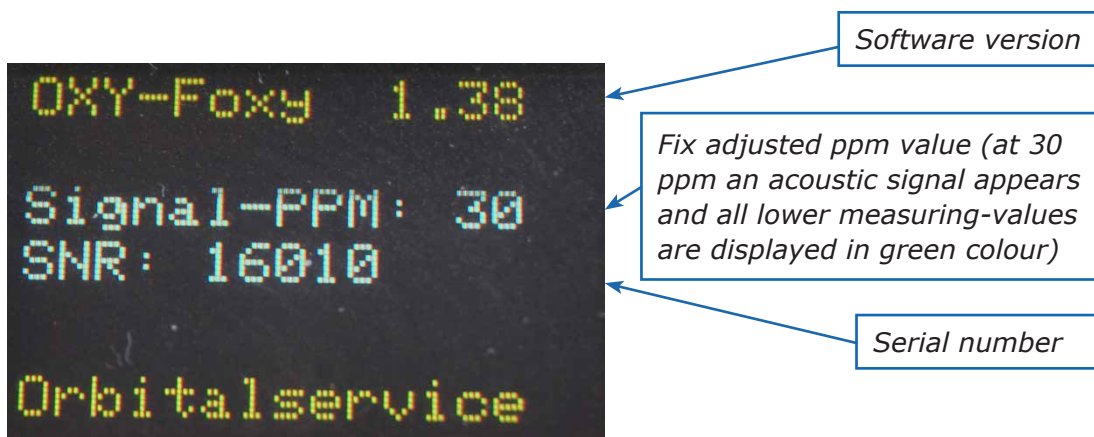 OXY-Foxy 1.38
Signal-PPM: 30
SNR: 16010
Orbitalservice
Software version
Fix adjusted ppm value (at 30
ppm an acoustic signal appears
and all lower measuring-values
are displayed in green colour)
Serial number